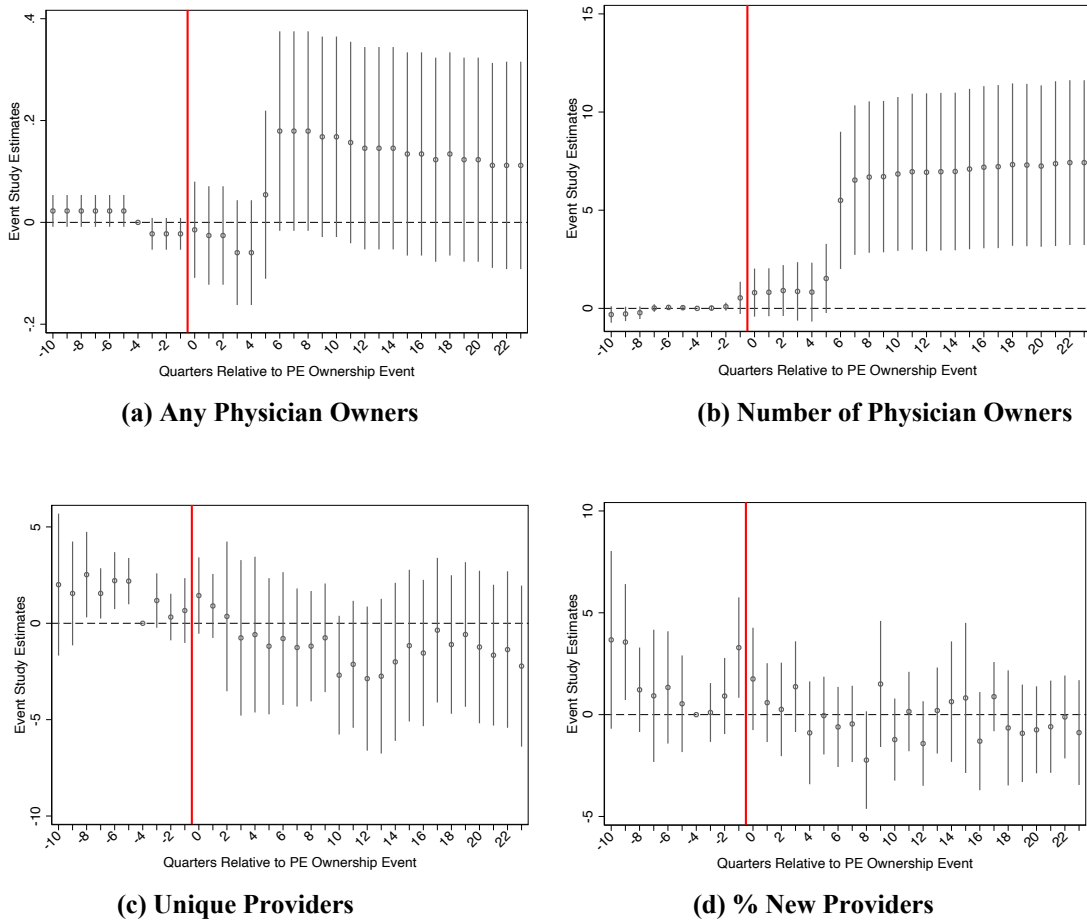 Event Study Estimates
.4
.2
0
-.2
-10 -8 -6 -4 -2 0 2 4 6 8 10 12 14 16 18 20 22
Quarters Relative to PE Ownership Event
(a) Any Physician Owners
Event Study Estimates
15
10
5
0
-10 -8 -6 -4 -2 0 2 4 6 8 10 12 14 16 18 20 22
Quarters Relative to PE Ownership Event
(b) Number of Physician Owners
Event Study Estimates
5
0
-5
-10
-10 -8 -6 -4 -2 0 2 4 6 8 10 12 14 16 18 20 22
Quarters Relative to PE Ownership Event
(c) Unique Providers
Event Study Estimates
10
5
0
-5
-10 -8 -6 -4 -2 0 2 4 6 8 10 12 14 16 18 20 22
Quarters Relative to PE Ownership Event
(d) % New Providers